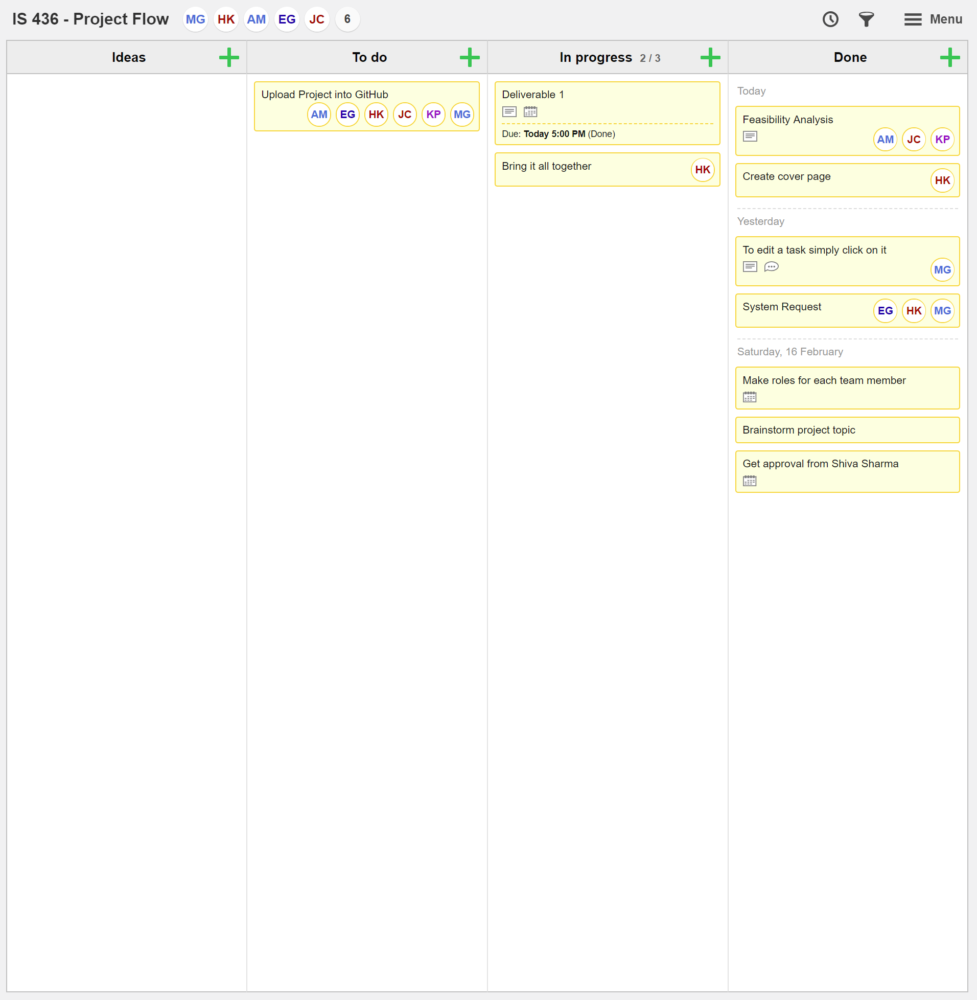 IS 436 - Project Flow MG HK AM EG JC 6 Menu
Ideas
To do
In progress 2 / 3
Done
Upload Project into GitHub
AM EG HK JC KP MG
Deliverable 1
Due: Today 5:00 PM (Done)
Bring it all together HK
Today
Feasibility Analysis
AM JC KP
Create cover page HK
Yesterday
To edit a task simply click on it
MG
System Request EG HK MG
Saturday, 16 February
Make roles for each team member
Brainstorm project topic
Get approval from Shiva Sharma